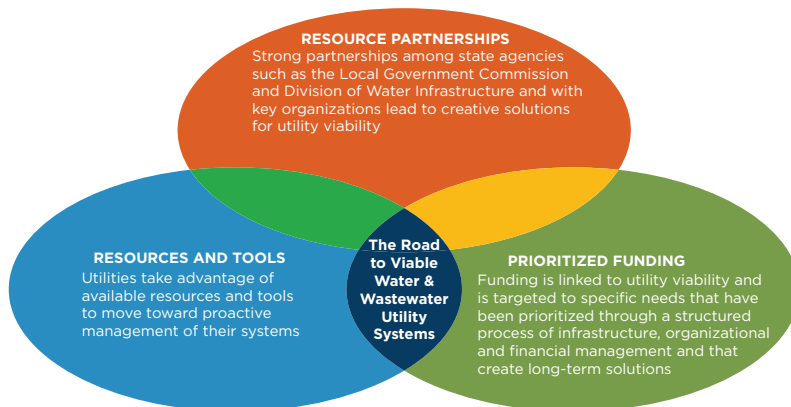 RESOURCE PARTNERSHIPS
Strong partnerships among state agencies
such as the Local Government Commission
and Division of Water Infrastructure and with
key organizations lead to creative solutions
for utility viability
RESOURCES AND TOOLS
Utilities take advantage of
available resources and tools
to move toward proactive
management of their systems
The Road
to Viable
Water &
Wastewater
Utility
Systems
PRIORITIZED FUNDING
Funding is linked to utility viability and
is targeted to specific needs that have
been prioritized through a structured
process of infrastructure, organizational
and financial management and that
create long-term solutions